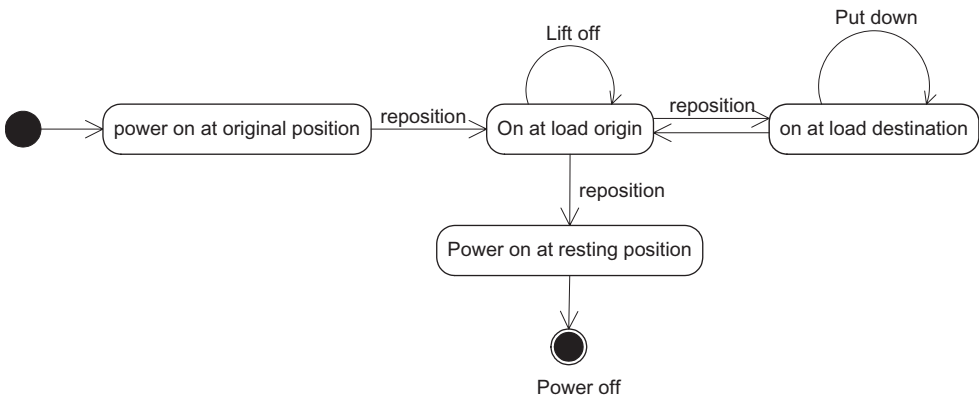 Lift off
Put down
power on at original position
reposition
On at load origin
reposition
on at load destination
reposition
Power on at resting position
Power off